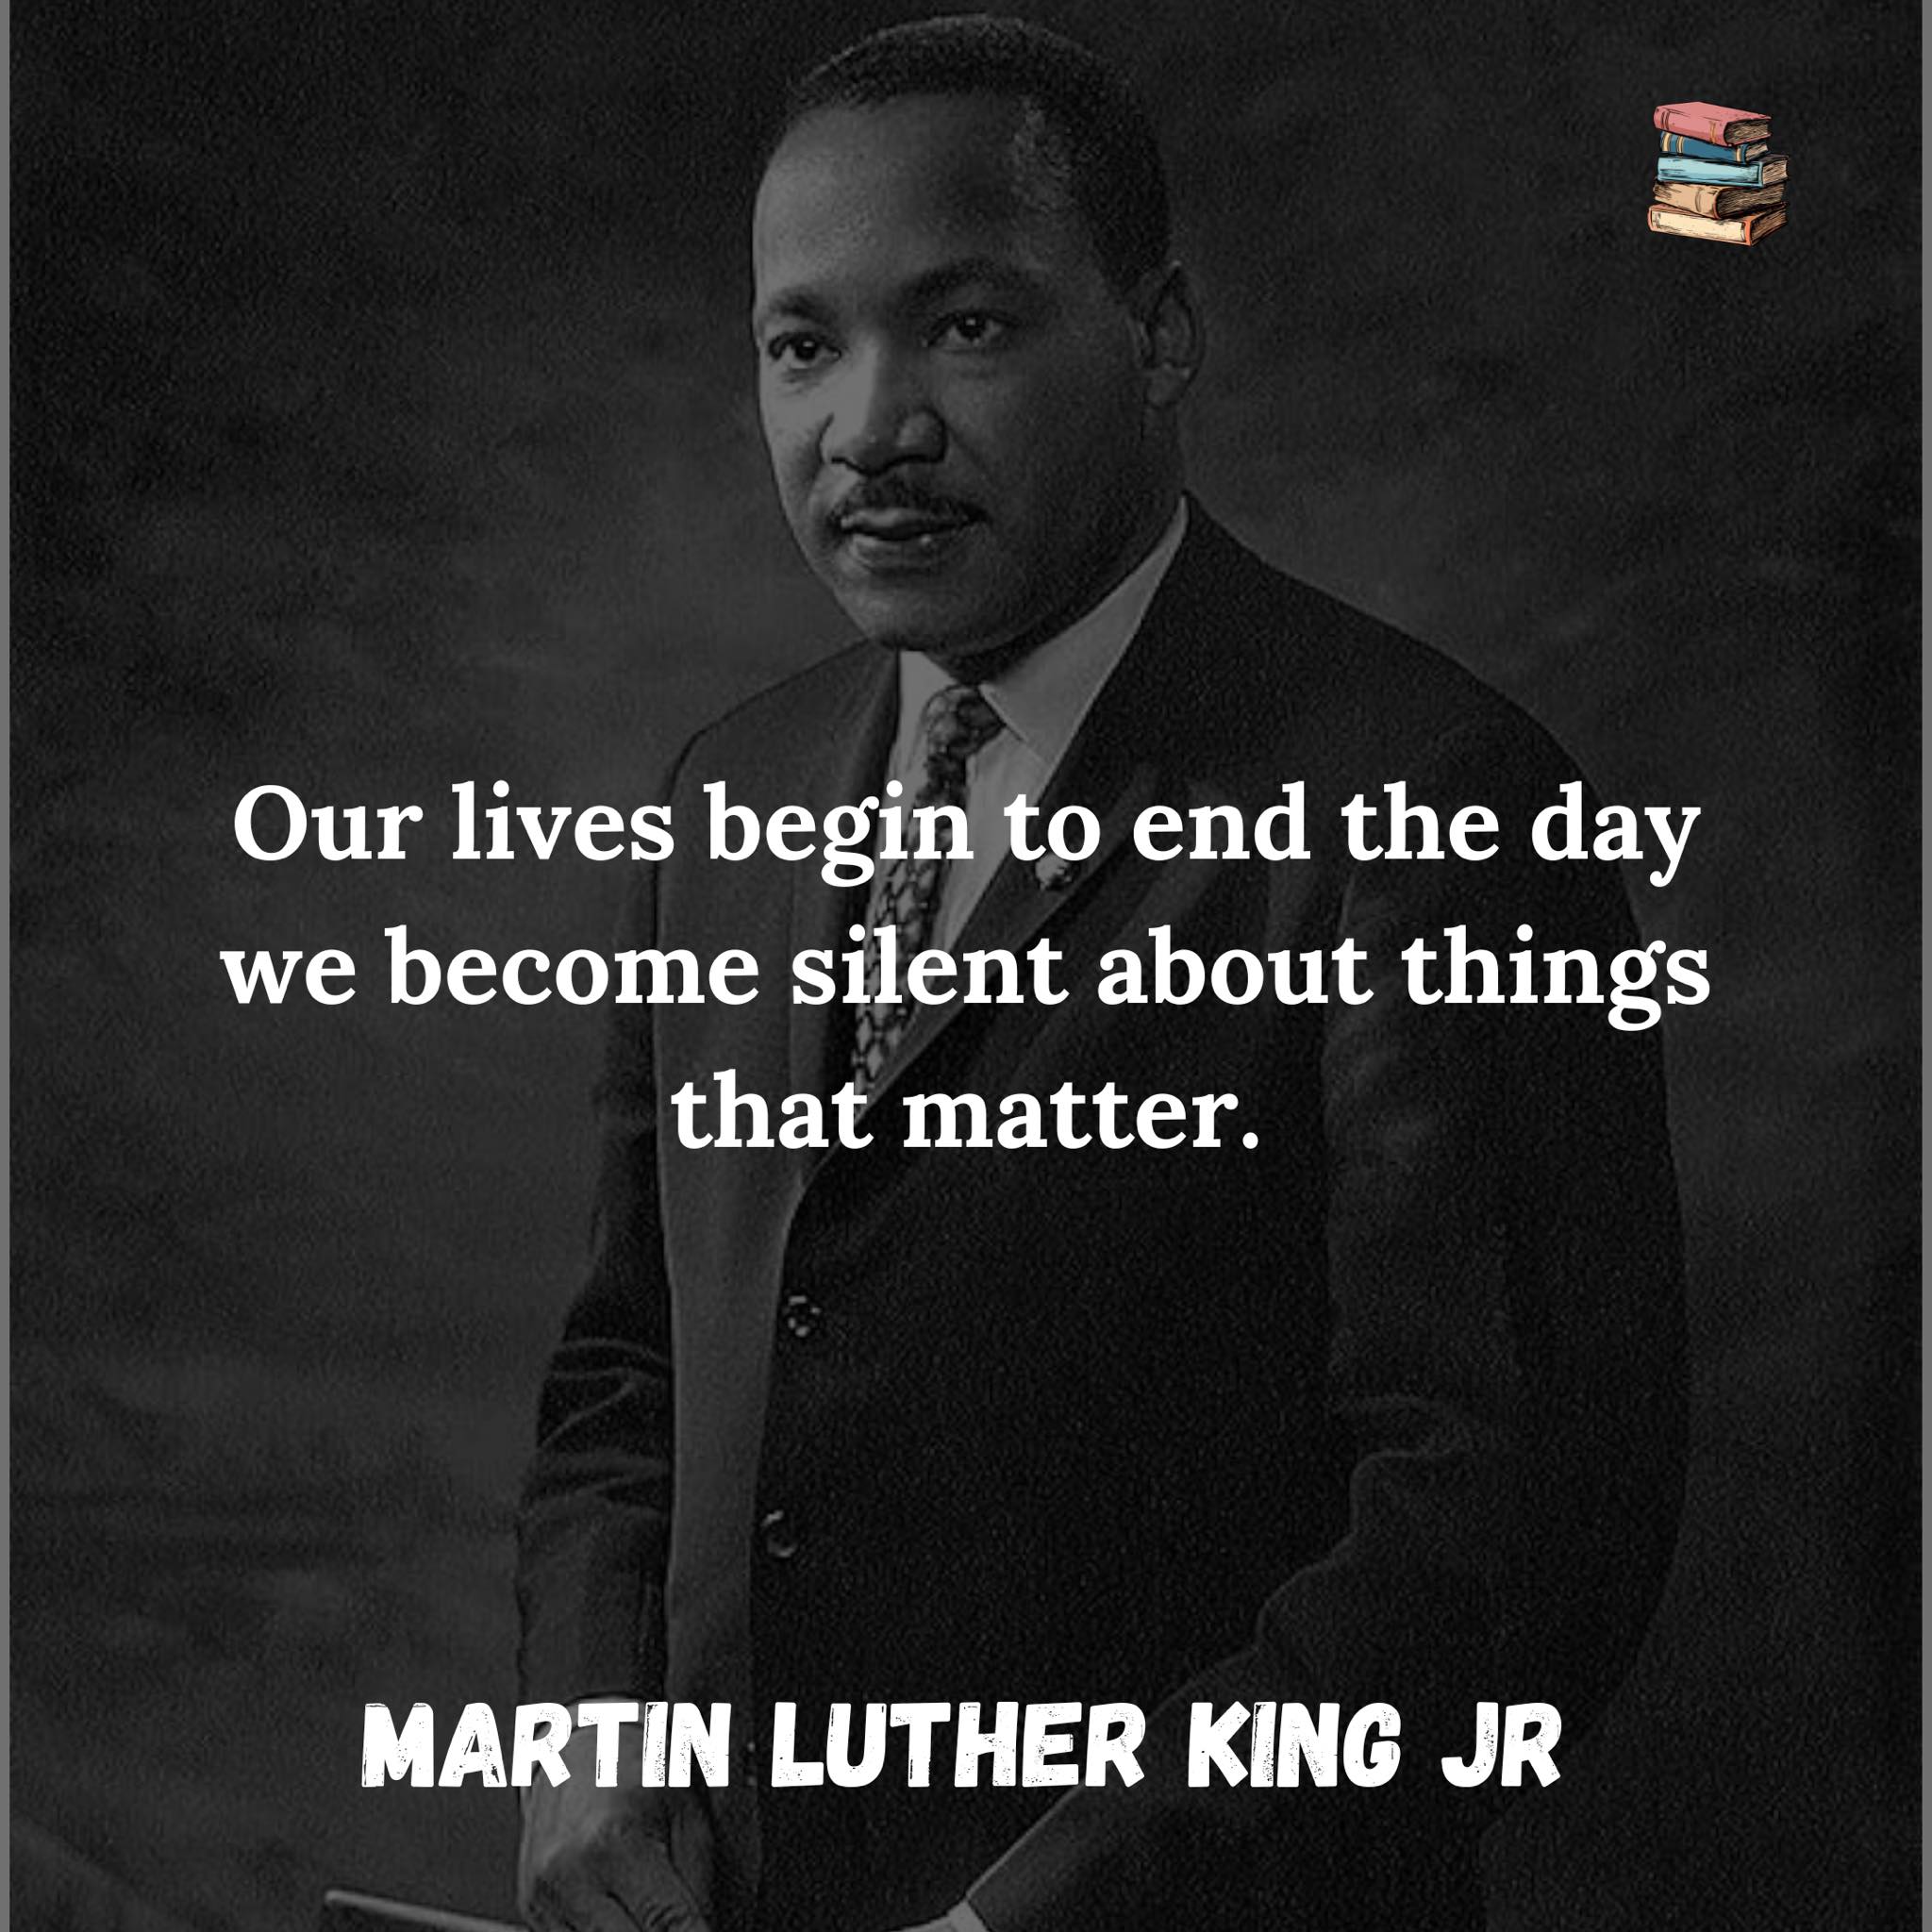 Our lives begin to end the day
we become silent about things
that matter.
MARTIN LUTHER KING JR